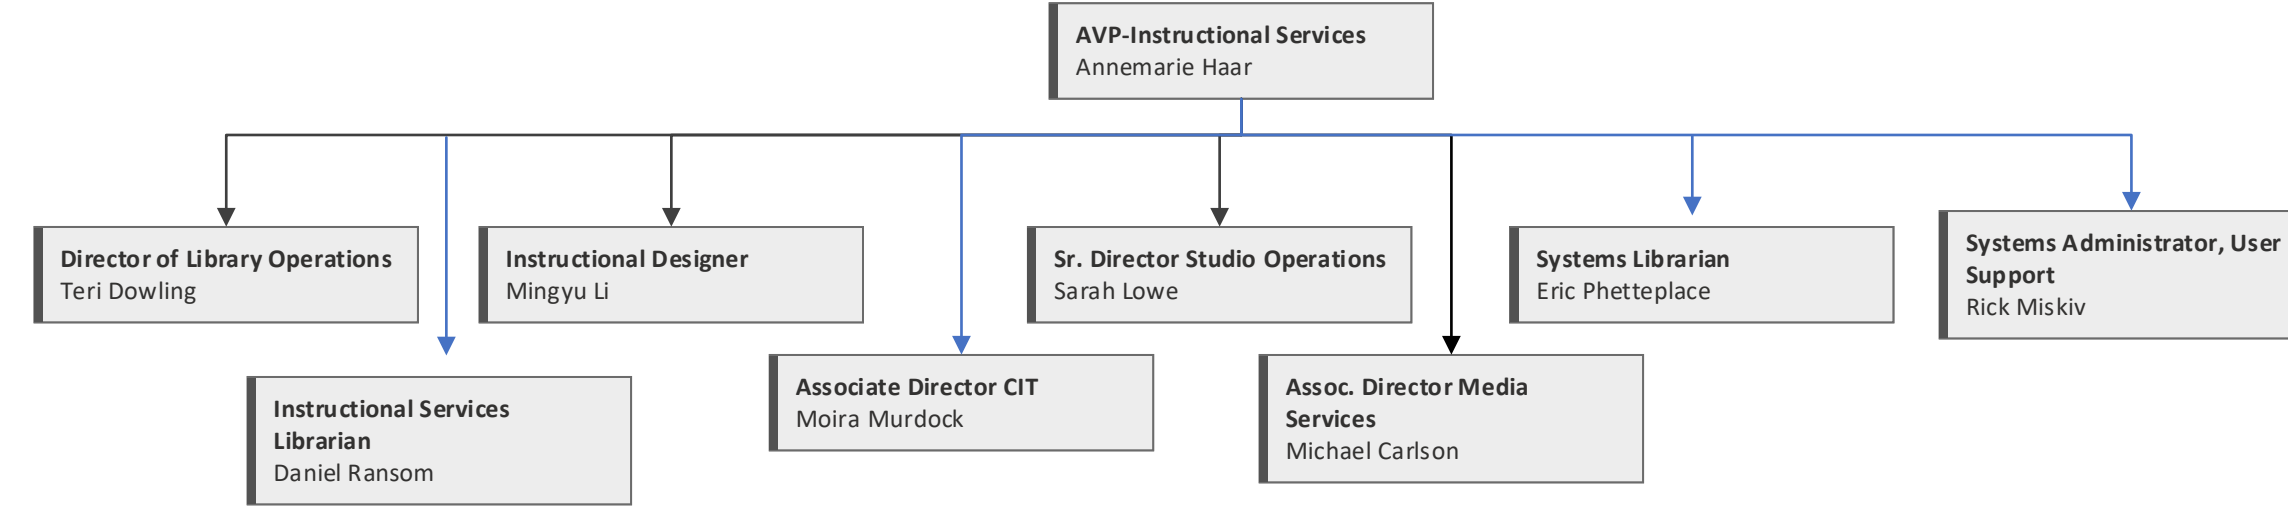 AVP-Instructional Services
Annemarie Haar
Director of Library Operations
Teri Dowling
Instructional Designer
Mingyu Li
Sr. Director Studio Operations
Sarah Lowe
Systems Librarian
Eric Phetteplace
Systems Administrator, User
Support
Rick Miskiv
Instructional Services
Librarian
Daniel Ransom
Associate Director CIT
Moira Murdock
Assoc. Director Media
Services
Michael Carlson